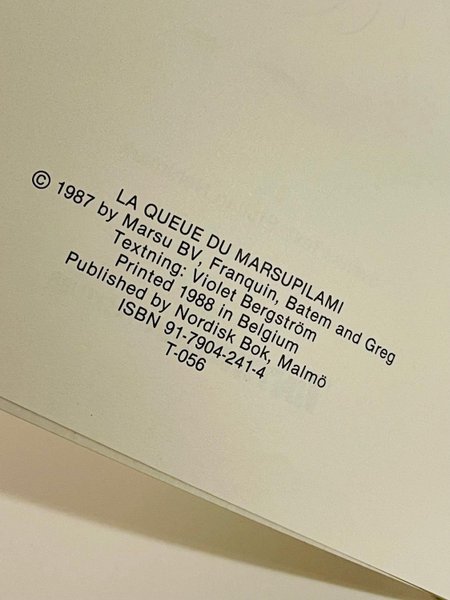 LA QUEUE DU MARSUPILAMI
© 1987 by Marsu BV, Franquin, Batem and Greg
Textning: Violet Bergström
Printed 1988 in Belgium
Published by Nordisk Bok, Malmö
ISBN 91-7904-241-4
T-056